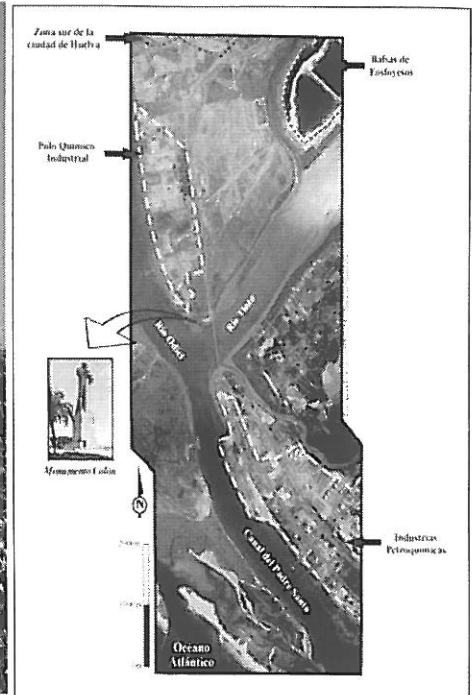 Zona sur de la
ciudad de Huelva
Balsas de
Fosfoyesos
Polo Químico
Industrial
Río Odiel
Río Tinto
Monumento Colón
Canal del Padre Santo
Industrias
Petroquímicas
Océano
Atlántico